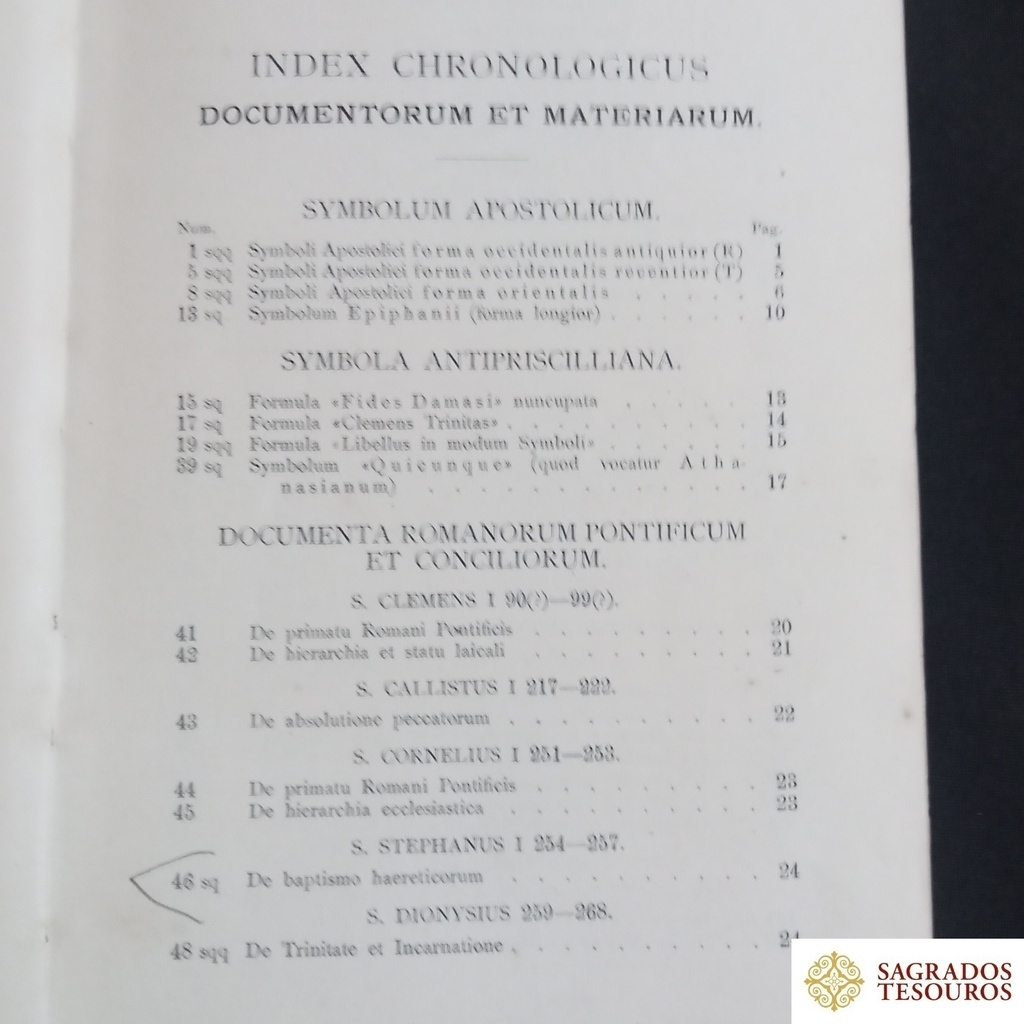 INDEX CHRONOLOGICUS
DOCUMENTORUM ET MATERIARUM.
SYMBOLUM APOSTOLICUM.
Num. Pag.
1 sqq Symboli Apostolici forma occidentalis antiquior (R) 1
5 sqq Symboli Apostolici forma occidentalis recentior (T) 5
8 sqq Symboli Apostolici forma orientalis . . . . . 6
13 sq Symbolum Epiphanii (forma longior) . . . . . 10
SYMBOLA ANTIPRISCILLIANA.
15 sq Formula «Fides Damasi» nuncupata . . . . . 13
17 sq Formula «Clemens Trinitas» . . . . . . . . 14
19 sqq Formula «Libellus in modum Symboli» . . . . . 15
39 sq Symbolum «Quicunque» (quod vocatur Atha-
nasianum) . . . . . . . . . . . . 17
DOCUMENTA ROMANORUM PONTIFICUM
ET CONCILIORUM.
S. CLEMENS I 90(?)—99(?).
41 De primatu Romani Pontificis . . . . . . . . 20
42 De hierarchia et statu laicali . . . . . . . . 21
S. CALLISTUS I 217—222.
43 De absolutione peccatorum . . . . . . . . . 22
S. CORNELIUS I 251—253.
44 De primatu Romani Pontificis . . . . . . . . 23
45 De hierarchia ecclesiastica . . . . . . . . . 23
S. STEPHANUS I 254—257.
46 sq De baptismo haereticorum . . . . . . . . . 24
S. DIONYSIUS 259—268.
48 sqq De Trinitate et Incarnatione . . . . . . . . . 24
SAGRADOS
TESOUROS